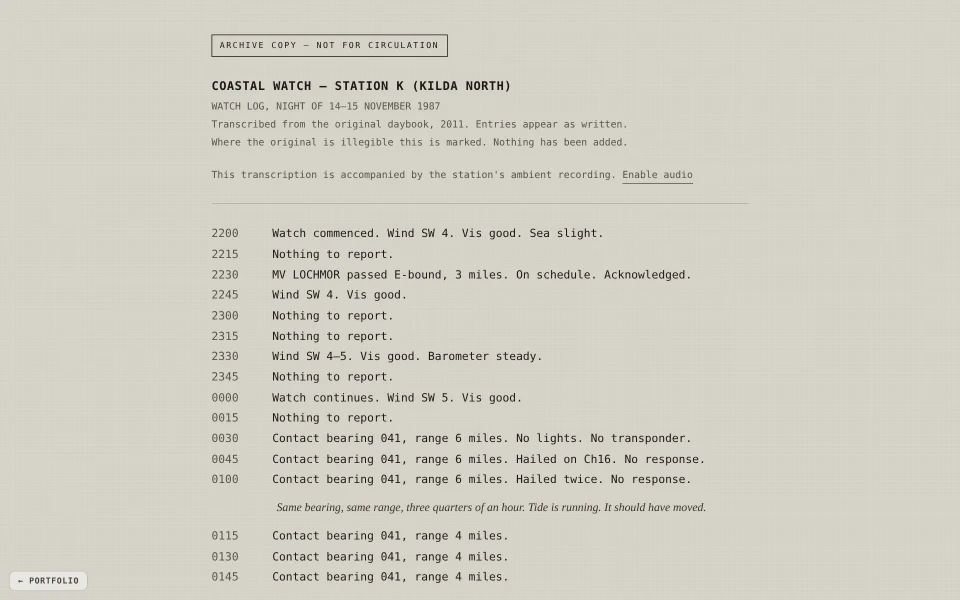 ARCHIVE COPY — NOT FOR CIRCULATION
COASTAL WATCH — STATION K (KILDA NORTH)
WATCH LOG, NIGHT OF 14–15 NOVEMBER 1987
Transcribed from the original daybook, 2011. Entries appear as written.
Where the original is illegible this is marked. Nothing has been added.
This transcription is accompanied by the station's ambient recording. Enable audio
2200 Watch commenced. Wind SW 4. Vis good. Sea slight.
2215 Nothing to report.
2230 MV LOCHMOR passed E-bound, 3 miles. On schedule. Acknowledged.
2245 Wind SW 4. Vis good.
2300 Nothing to report.
2315 Nothing to report.
2330 Wind SW 4–5. Vis good. Barometer steady.
2345 Nothing to report.
0000 Watch continues. Wind SW 5. Vis good.
0015 Nothing to report.
0030 Contact bearing 041, range 6 miles. No lights. No transponder.
0045 Contact bearing 041, range 6 miles. Hailed on Ch16. No response.
0100 Contact bearing 041, range 6 miles. Hailed twice. No response.
Same bearing, same range, three quarters of an hour. Tide is running. It should have moved.
0115 Contact bearing 041, range 4 miles.
0130 Contact bearing 041, range 4 miles.
0145 Contact bearing 041, range 4 miles.
← PORTFOLIO